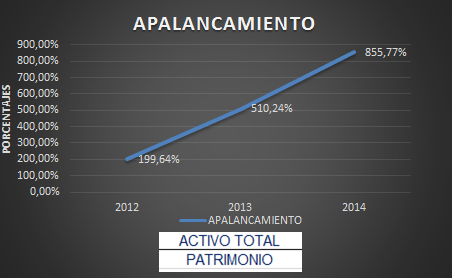 APALANCAMIENTO
PORCENTAJES
900,00%
800,00%
700,00%
600,00%
500,00%
400,00%
300,00%
200,00%
100,00%
0,00%
199,64%
510,24%
855,77%
2012 2013 2014
APALANCAMIENTO
ACTIVO TOTAL
PATRIMONIO